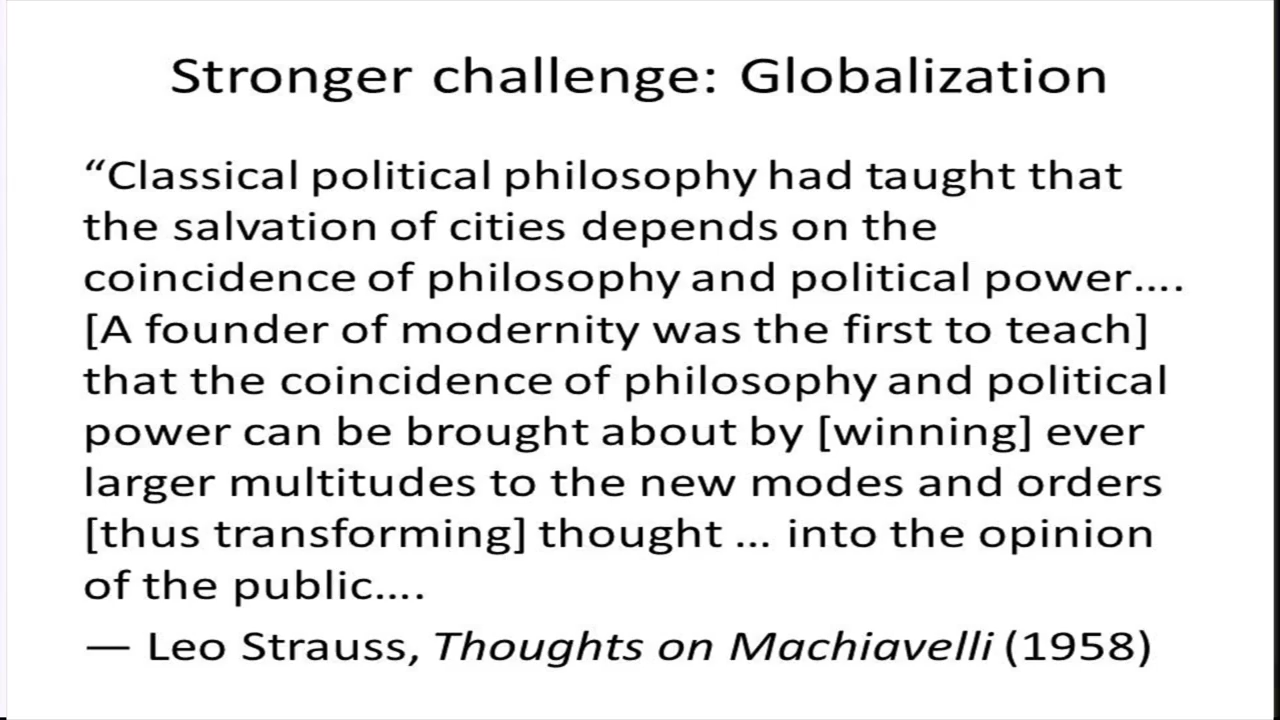 Stronger challenge: Globalization
“Classical political philosophy had taught that
the salvation of cities depends on the
coincidence of philosophy and political power….
[A founder of modernity was the first to teach]
that the coincidence of philosophy and political
power can be brought about by [winning] ever
larger multitudes to the new modes and orders
[thus transforming] thought … into the opinion
of the public….
— Leo Strauss, Thoughts on Machiavelli (1958)